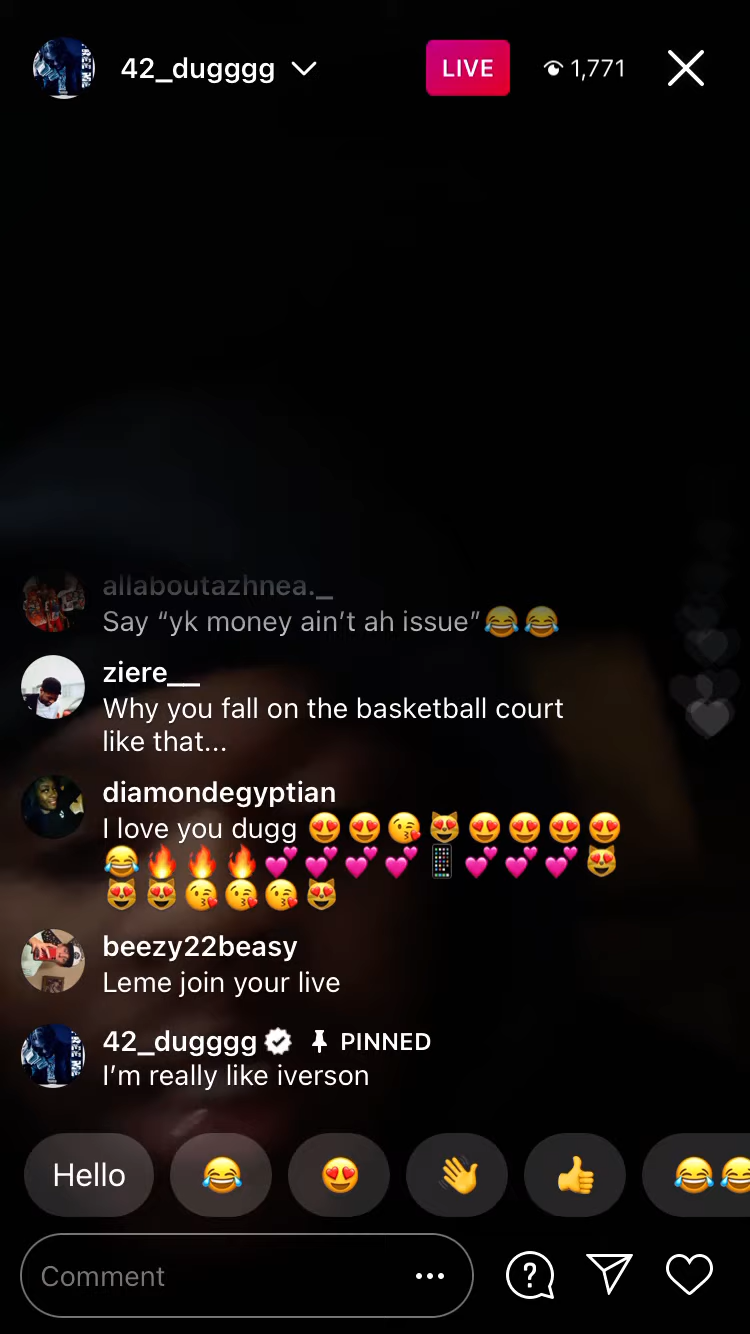 42_dugggg
LIVE
1,771
allaboutazhnea._
Say “yk money ain’t ah issue”😂😂
ziere__
Why you fall on the basketball court
like that...
diamondegyptian
I love you dugg 😍😍😘😻😍😍😍😍
😂🔥🔥🔥💕💕💕💕📱💕💕💕😻
😻😻😘😘😘😻
beezy22beasy
Leme join your live
42_dugggg PINNED
I’m really like iverson
Hello 😂 😍 👋 👍 😂😂
Comment